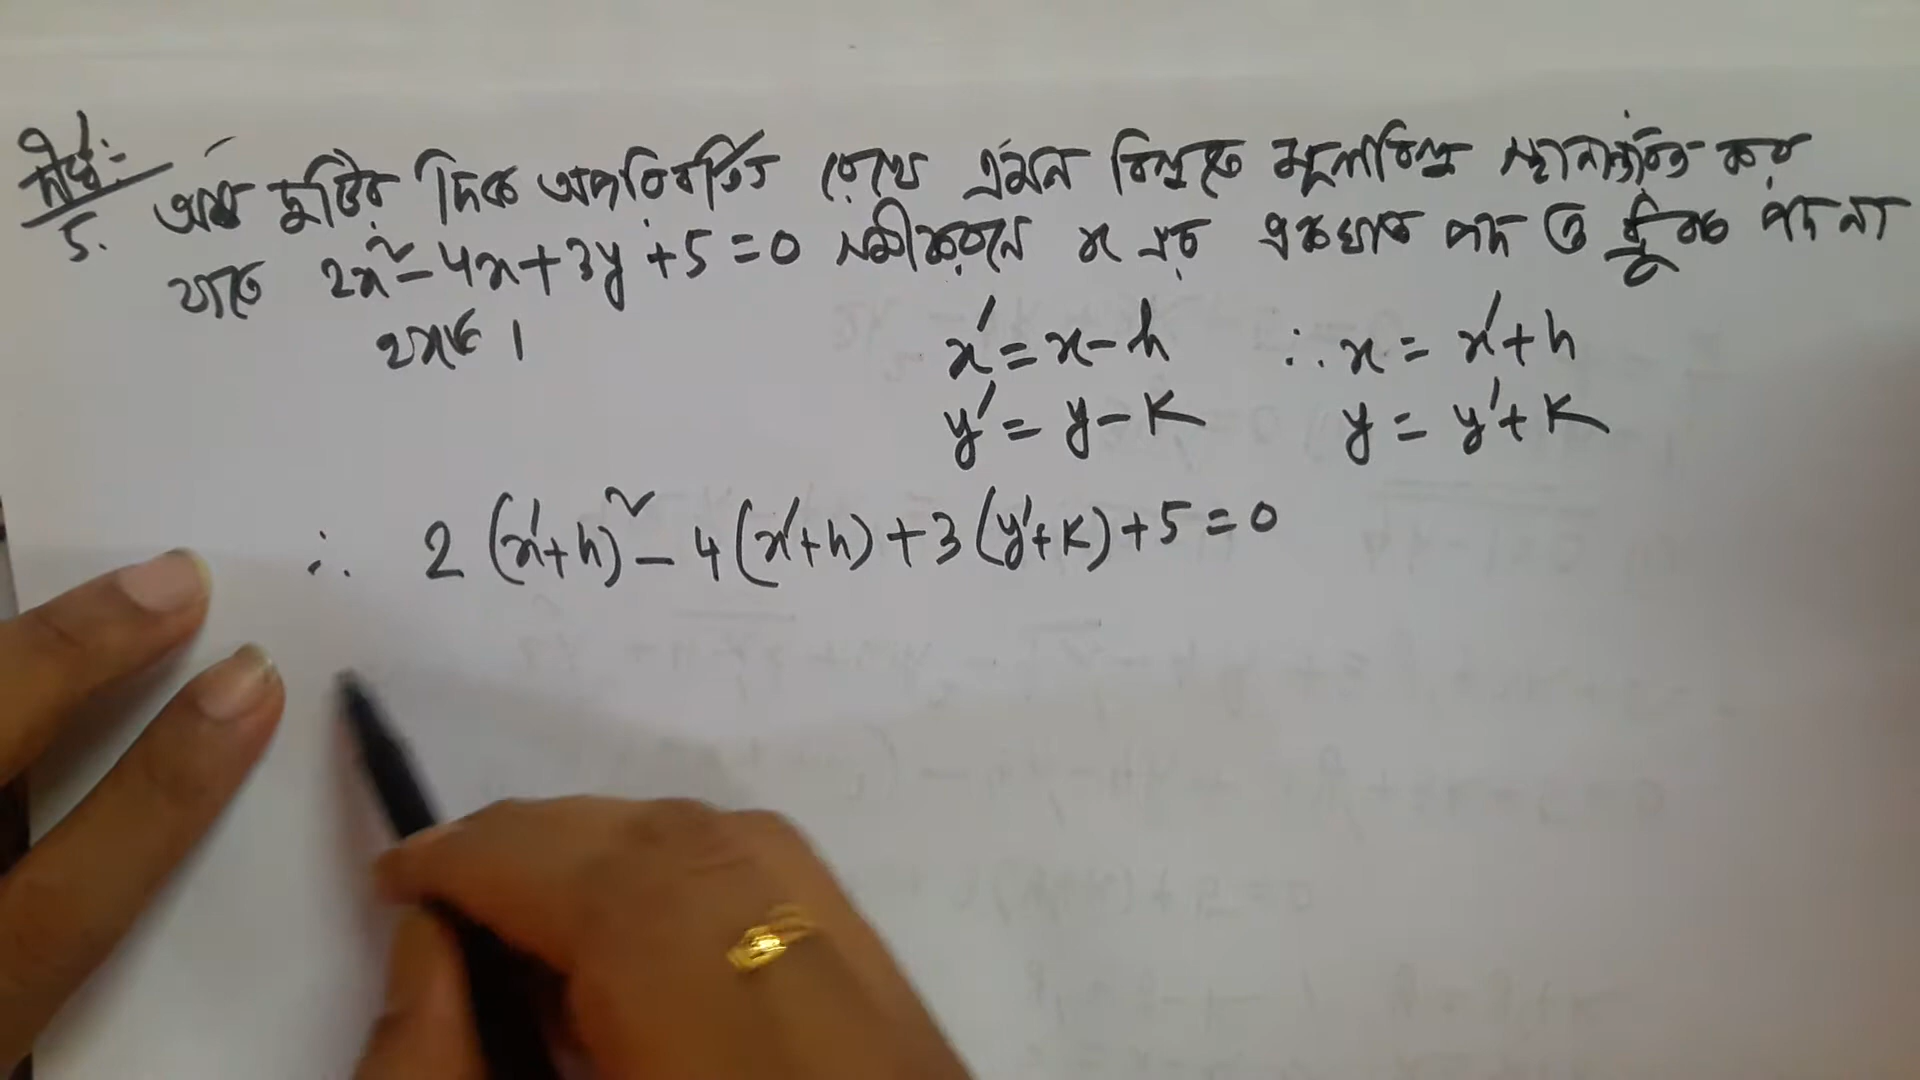 দীর্ঘ:-
5. অক্ষ দুটির দিক অপরিবর্তিত রেখে এমন বিন্দুতে মূলবিন্দু স্থানান্তরিত কর
যাতে 2x²-4x+3y+5=0 সমীকরণে x এর একঘাত পদ ও ধ্রুবক পদ না
থাকে।
x′=x-h ∴ x = x′+h
y′= y-k y = y′+k
∴ 2(x′+h)²-4(x′+h)+3(y′+k)+5=0